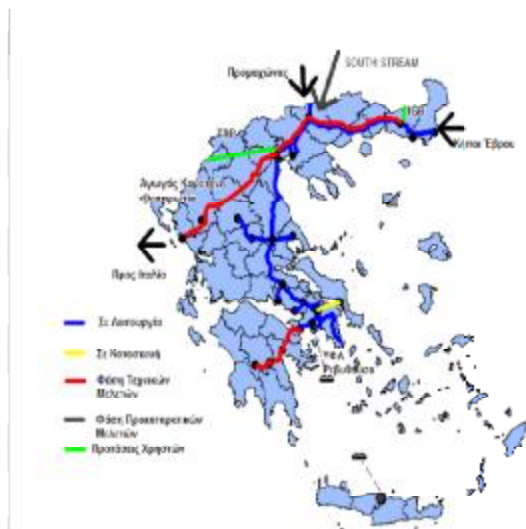 SOUTH STREAM
Προμαχώνας
IGB
Κήποι Έβρου
Αγωγός
Προς Ιταλία
Σε Λειτουργία
Σε Κατασκευή
Φάση Τεχνικών
Μελετών
Φάση Προκαταρκτικών
Μελετών
Προτάσεις Χρηστών